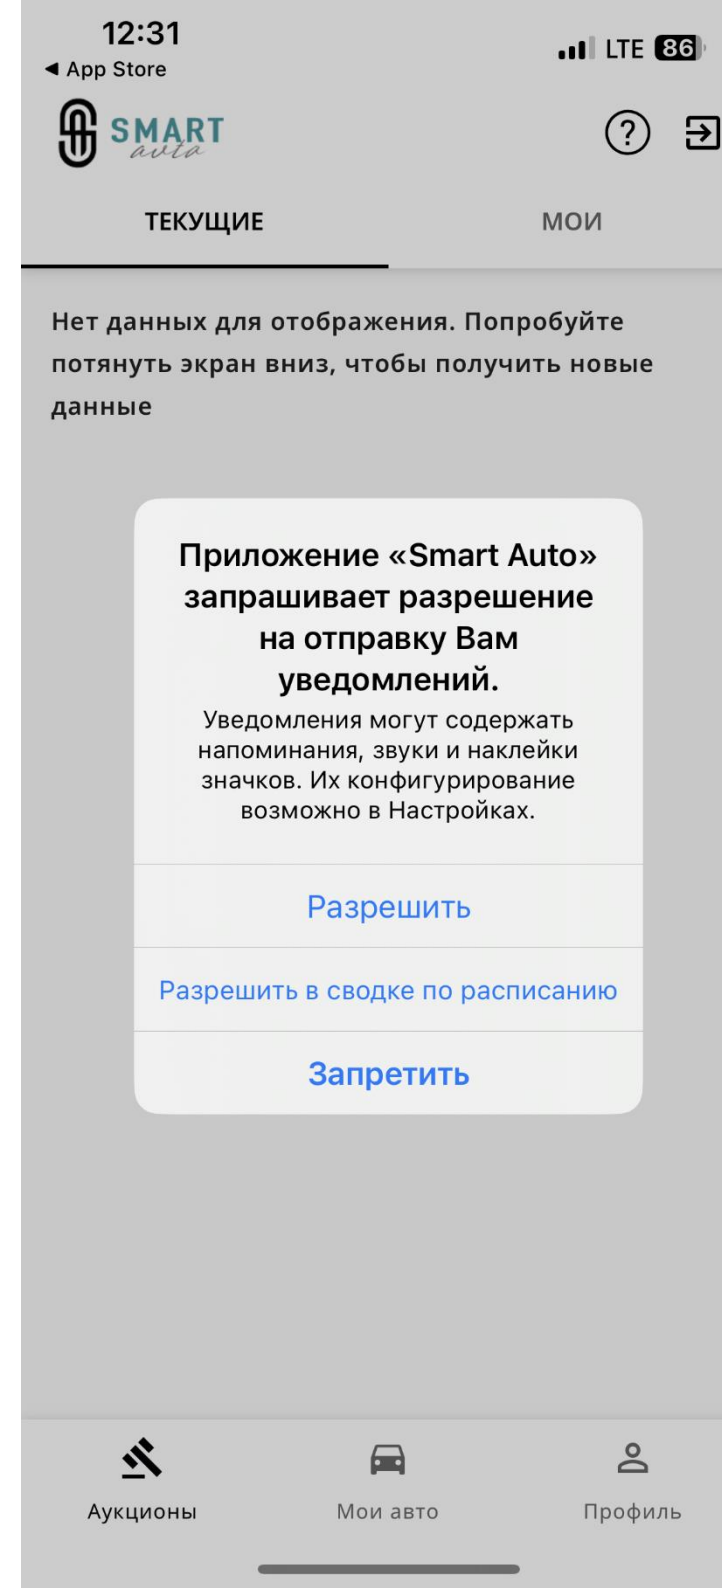 12:31
LTE 86
◀ App Store
SMART
avto
?
ТЕКУЩИЕ
МОИ
Нет данных для отображения. Попробуйте
потянуть экран вниз, чтобы получить новые
данные
Приложение «Smart Auto»
запрашивает разрешение
на отправку Вам
уведомлений.
Уведомления могут содержать
напоминания, звуки и наклейки
значков. Их конфигурирование
возможно в Настройках.
Разрешить
Разрешить в сводке по расписанию
Запретить
Аукционы
Мои авто
Профиль